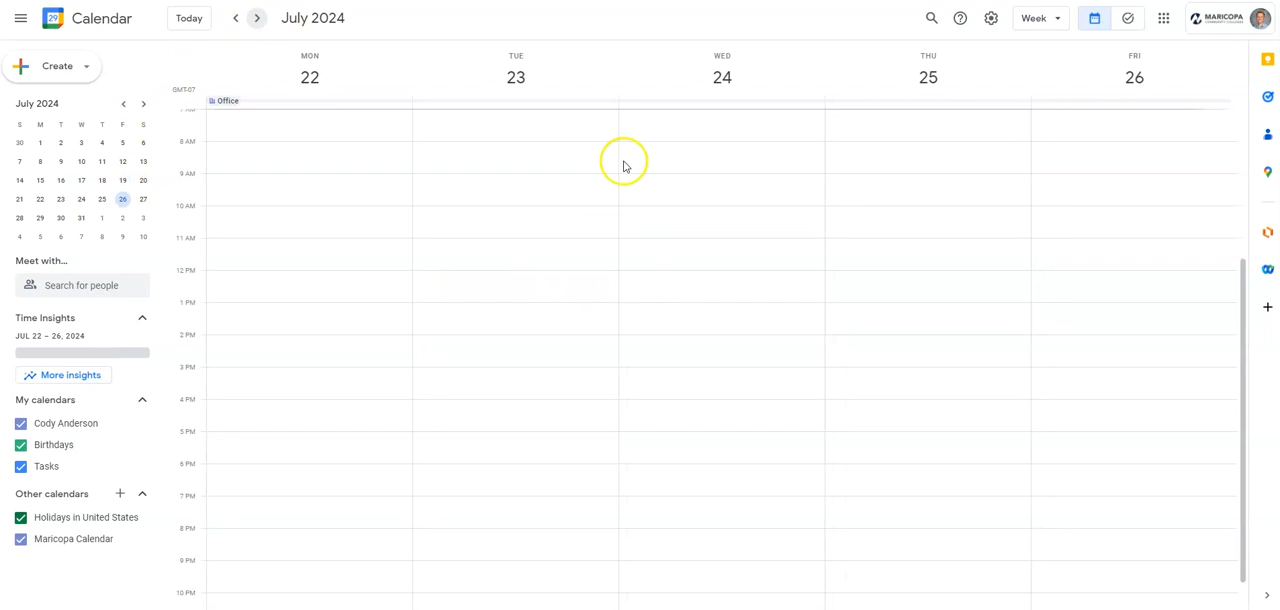 29 Calendar Today July 2024 Week MARICOPA
COMMUNITY COLLEGES
Create
July 2024
S M T W T F S
30 1 2 3 4 5 6
7 8 9 10 11 12 13
14 15 16 17 18 19 20
21 22 23 24 25 26 27
28 29 30 31 1 2 3
4 5 6 7 8 9 10
Meet with...
Search for people
Time Insights
JUL 22 – 26, 2024
More insights
My calendars
Cody Anderson
Birthdays
Tasks
Other calendars
Holidays in United States
Maricopa Calendar
MON TUE WED THU FRI
22 23 24 25 26
GMT-07
Office
7 AM
8 AM
9 AM
10 AM
11 AM
12 PM
1 PM
2 PM
3 PM
4 PM
5 PM
6 PM
7 PM
8 PM
9 PM
10 PM